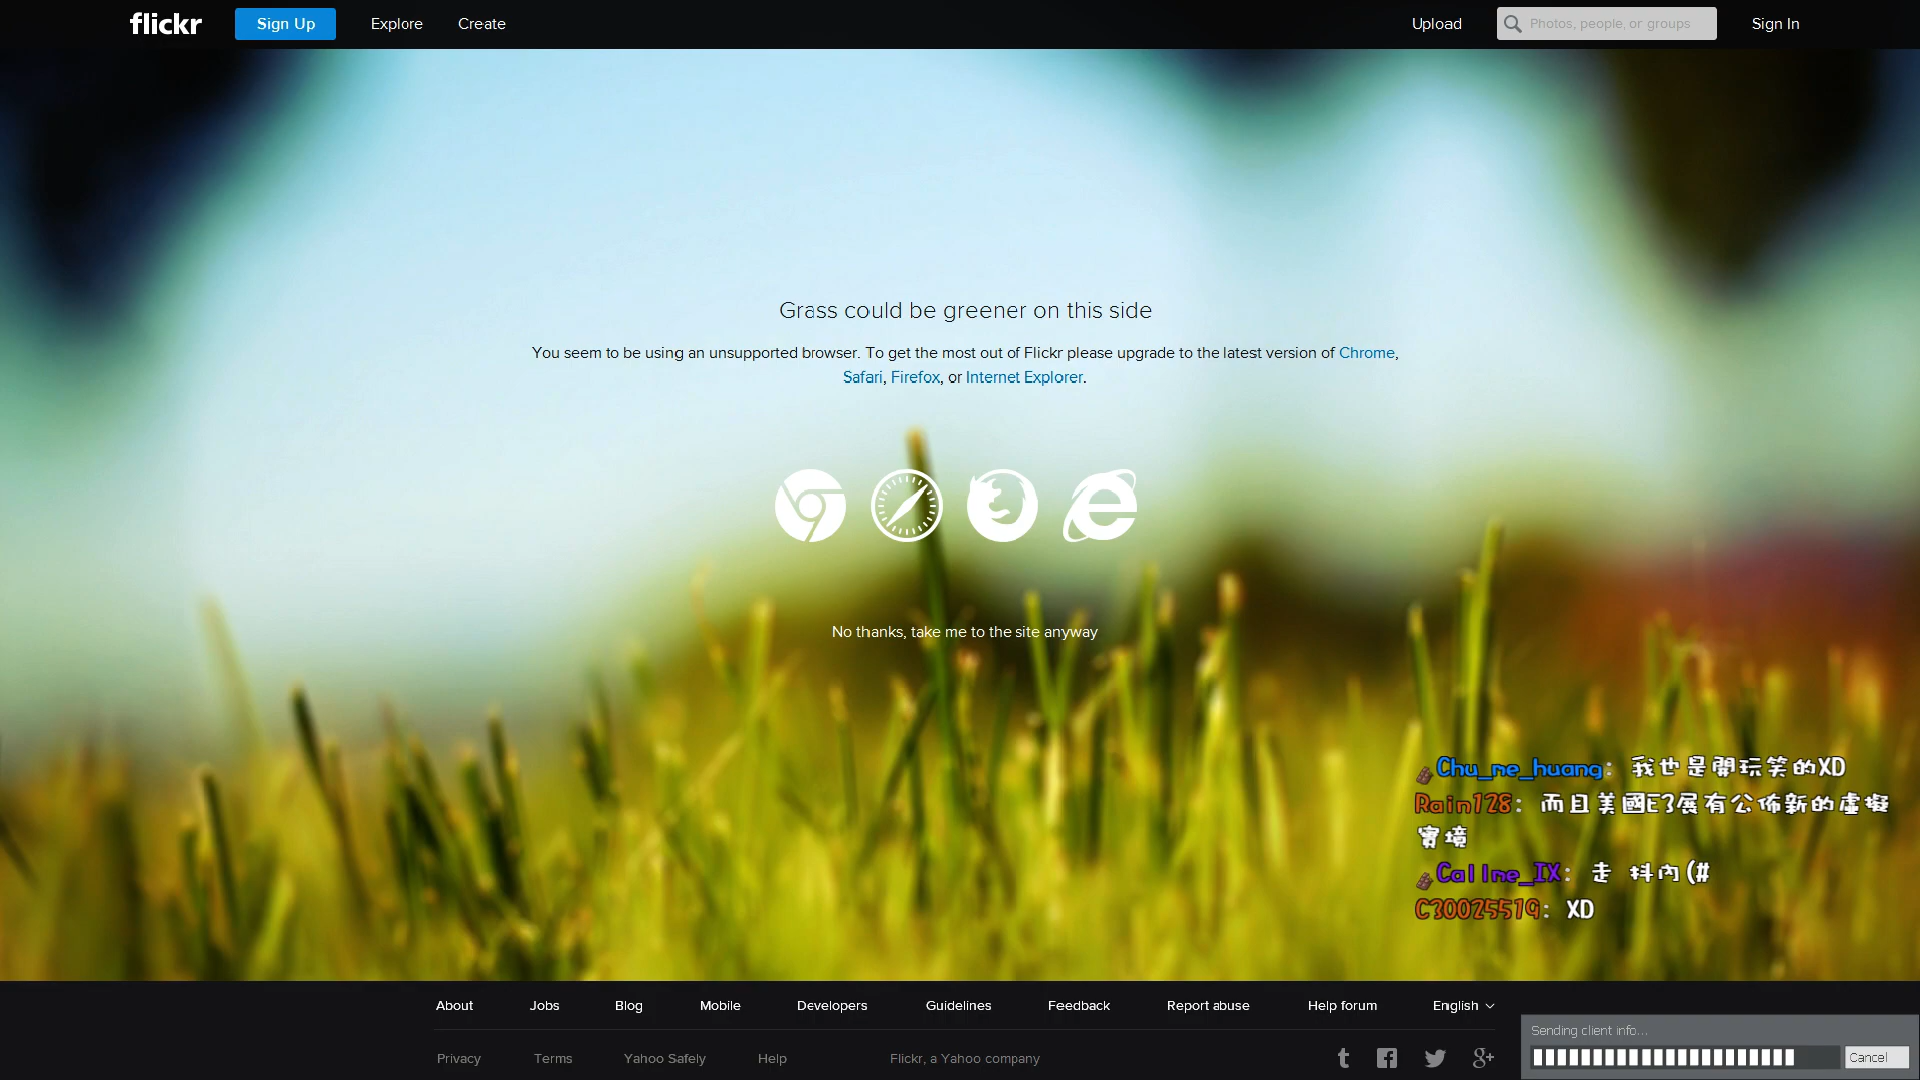 flickr
Sign Up
Explore
Create
Upload
Photos, people, or groups
Sign In
Grass could be greener on this side
You seem to be using an unsupported browser. To get the most out of Flickr please upgrade to the latest version of Chrome,
Safari, Firefox, or Internet Explorer.
No thanks, take me to the site anyway
Chu_ne_huang: 我也是開玩笑的XD
Rain128: 而且美國E3展有公佈新的虛擬
實境
Callme_IX: 走 抖內(#
C30025519: XD
About
Jobs
Blog
Mobile
Developers
Guidelines
Feedback
Report abuse
Help forum
English
Privacy
Terms
Yahoo Safely
Help
Flickr, a Yahoo company
Sending client info...
Cancel